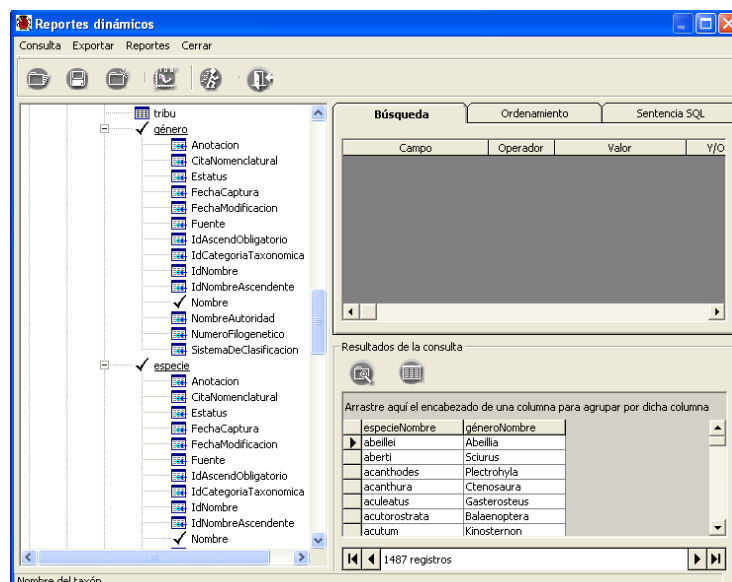 Reportes dinámicos
Consulta Exportar Reportes Cerrar
tribu
género
Anotacion
CitaNomenclatural
Estatus
FechaCaptura
FechaModificacion
Fuente
IdAscendObligatorio
IdCategoriaTaxonomica
IdNombre
IdNombreAscendente
Nombre
NombreAutoridad
NumeroFilogenetico
SistemaDeClasificacion
especie
Anotacion
CitaNomenclatural
Estatus
FechaCaptura
FechaModificacion
Fuente
IdAscendObligatorio
IdCategoriaTaxonomica
IdNombre
IdNombreAscendente
Nombre
Búsqueda Ordenamiento Sentencia SQL
Campo Operador Valor Y/O
Resultados de la consulta
Arrastre aquí el encabezado de una columna para agrupar por dicha columna
especieNombre géneroNombre
abeillei Abeillia
aberti Sciurus
acanthodes Plectrohyla
acanthura Ctenosaura
aculeatus Gasterosteus
acutorostrata Balaenoptera
acutum Kinosternon
1487 registros
Nombre del taxón